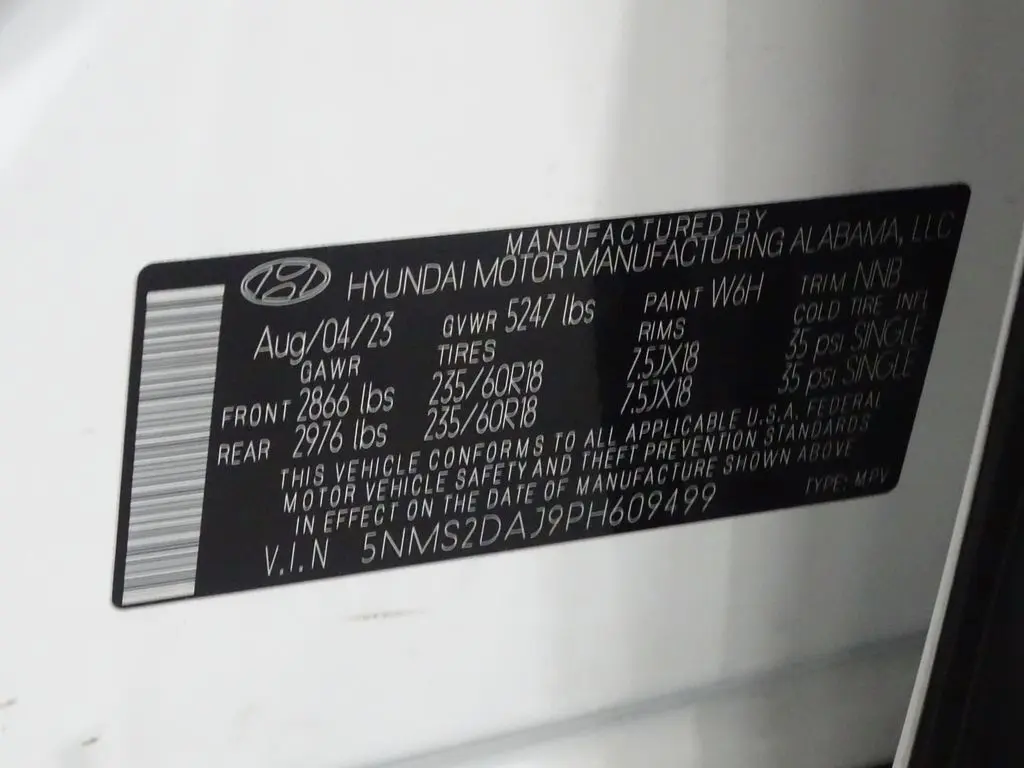 MANUFACTURED BY
HYUNDAI MOTOR MANUFACTURING ALABAMA, LLC
Aug/04/23 GVWR 5247 lbs PAINT W6H TRIM NNB
GAWR TIRES RIMS COLD TIRE INFL
FRONT 2866 lbs 235/60R18 7.5JX18 35 psi SINGLE
REAR 2976 lbs 235/60R18 7.5JX18 35 psi SINGLE
THIS VEHICLE CONFORMS TO ALL APPLICABLE U.S.A. FEDERAL
MOTOR VEHICLE SAFETY AND THEFT PREVENTION STANDARDS
IN EFFECT ON THE DATE OF MANUFACTURE SHOWN ABOVE
V.I.N 5NMS2DAJ9PH609499 TYPE: MPV